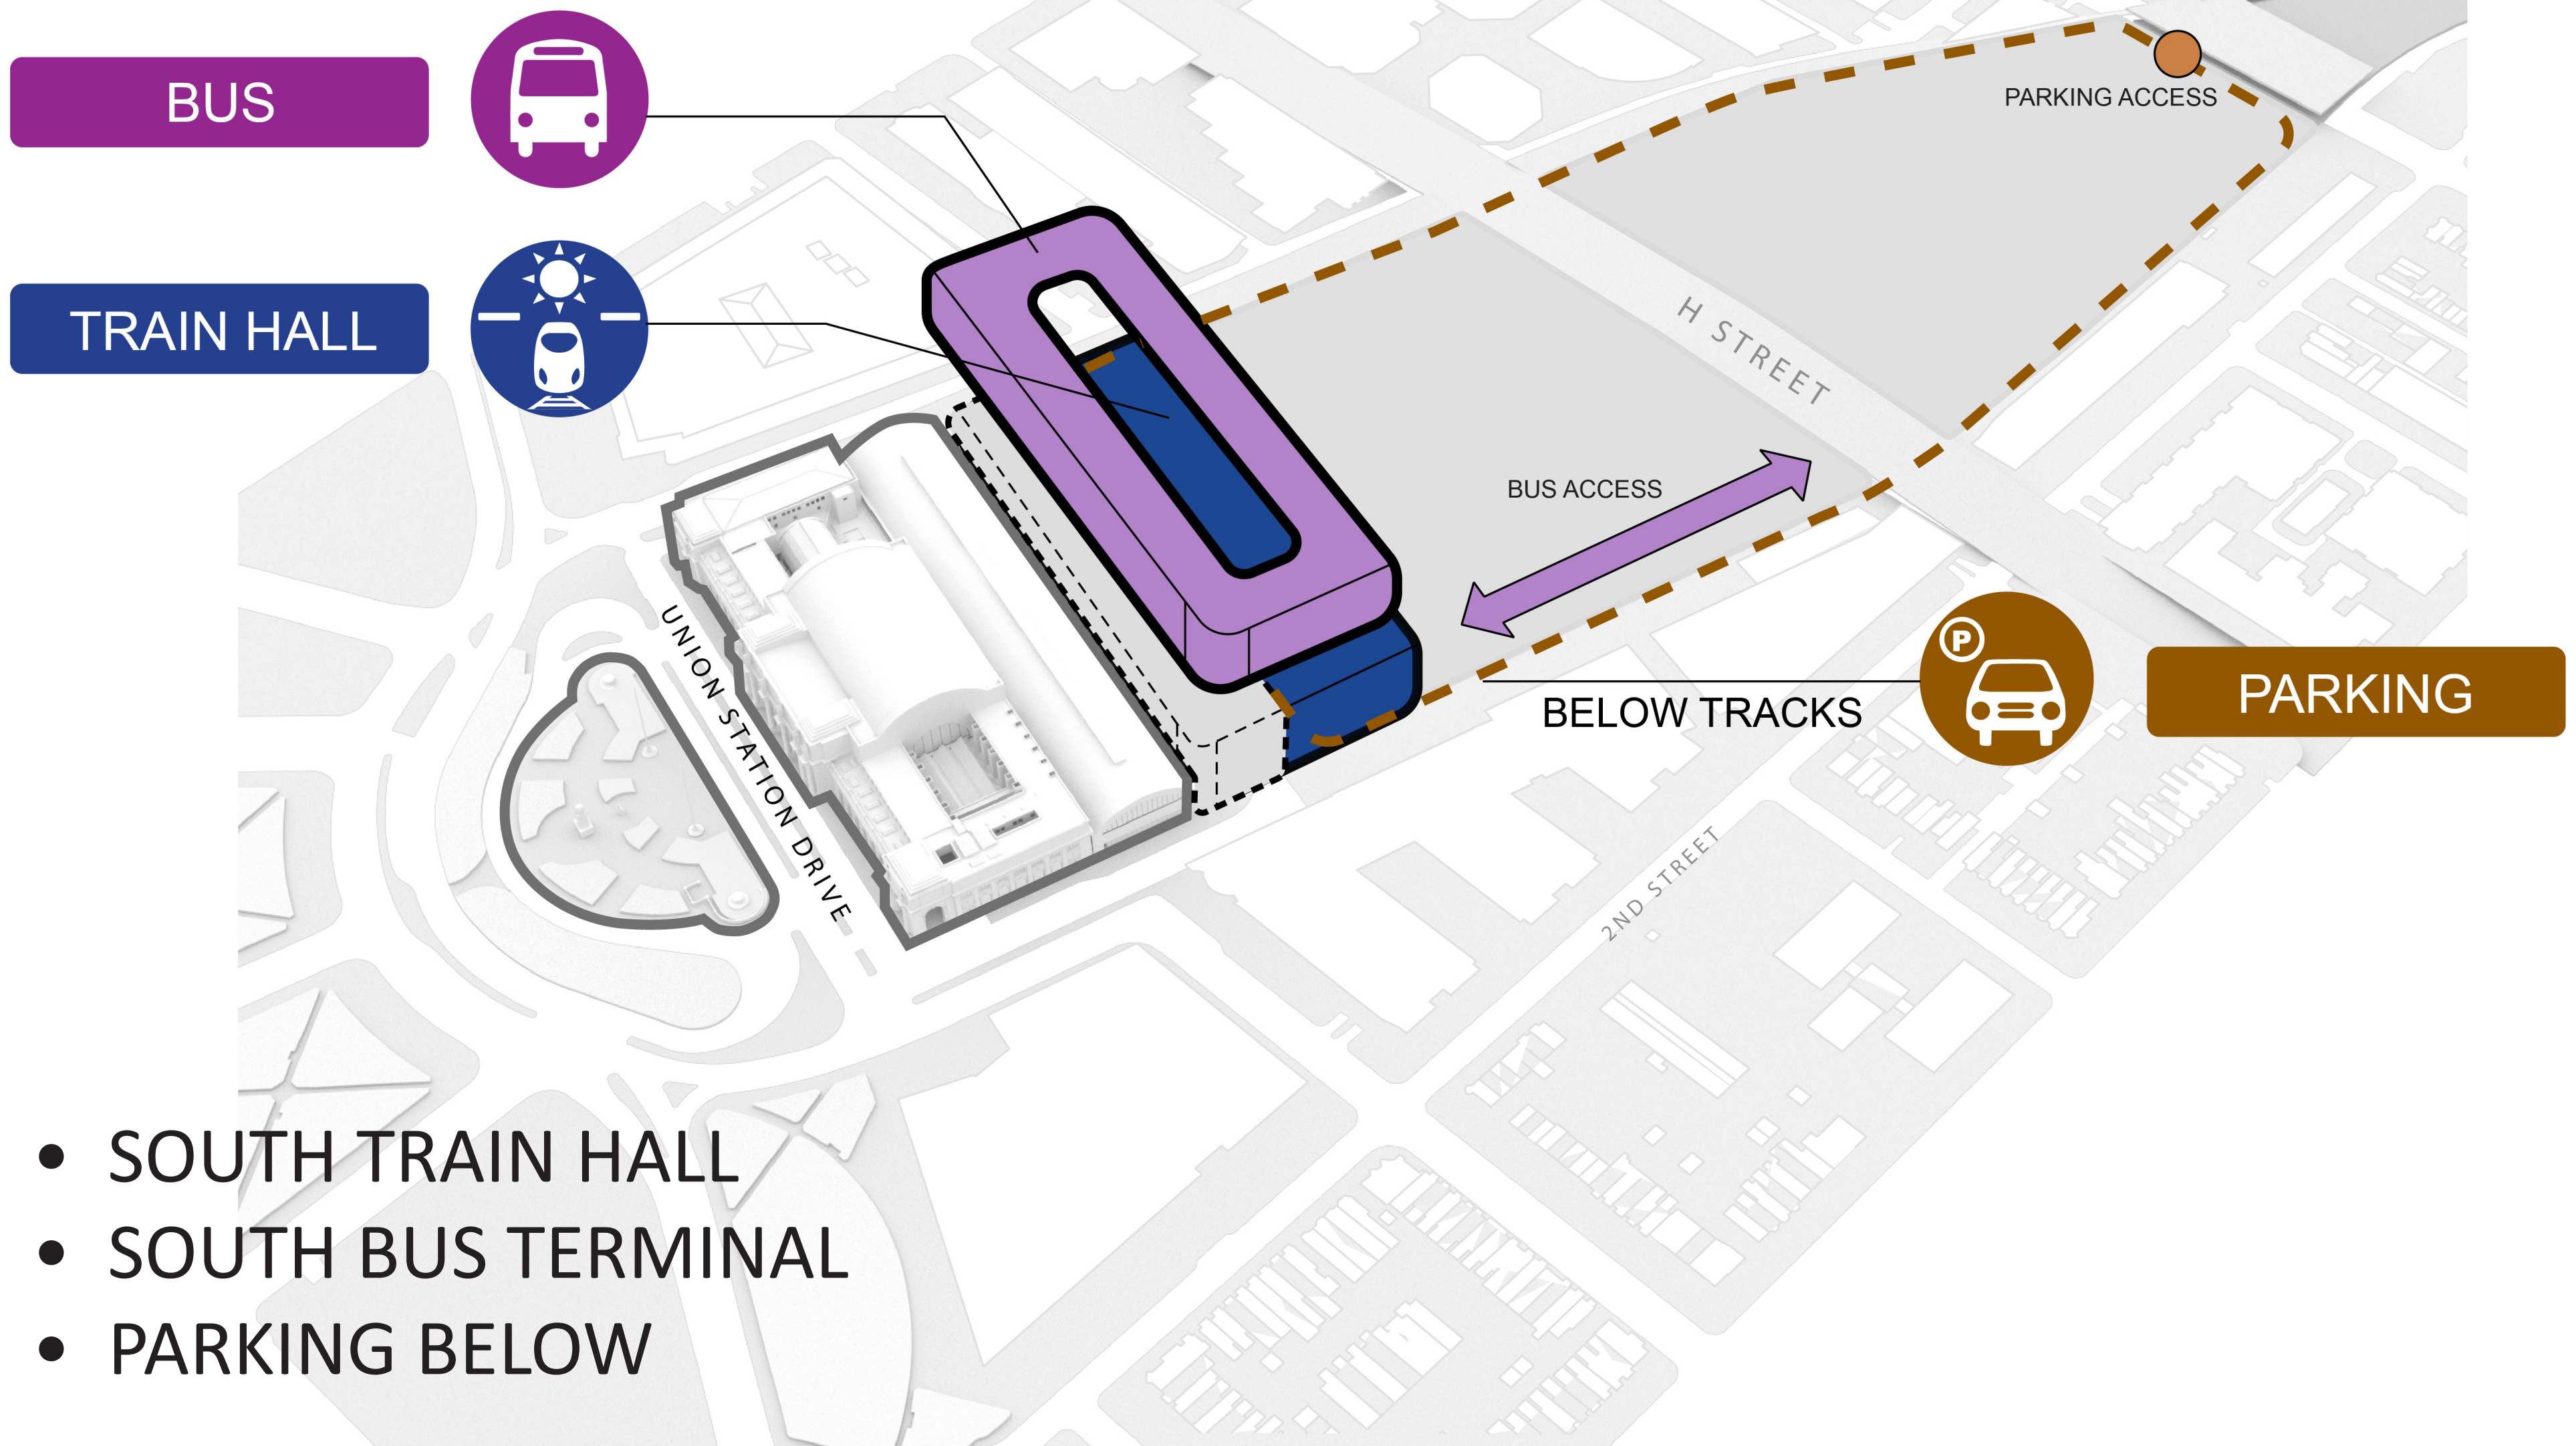 BUS
TRAIN HALL
PARKING ACCESS
H STREET
BUS ACCESS
P
BELOW TRACKS
PARKING
UNION STATION DRIVE
2ND STREET
• SOUTH TRAIN HALL
• SOUTH BUS TERMINAL
• PARKING BELOW